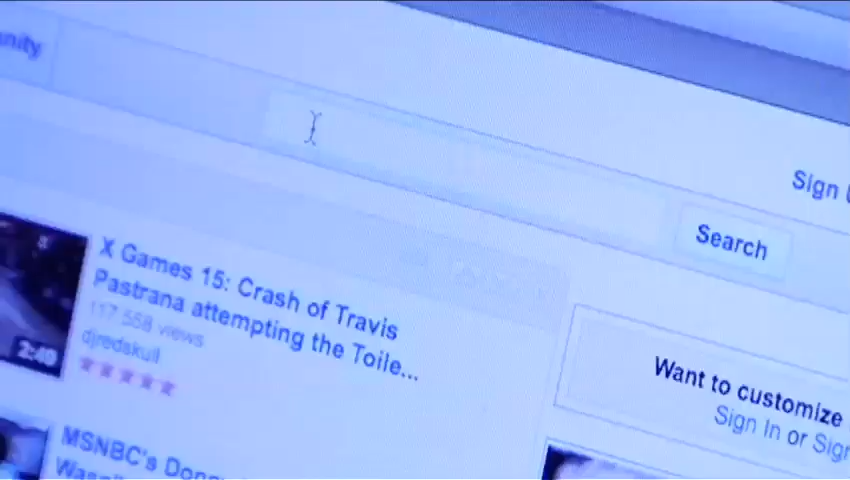 Sign
Search
X Games 15: Crash of Travis
Pastrana attempting the Toile...
117,558 views
djredskull
2:40
Want to customize
Sign In or Sign
MSNBC's